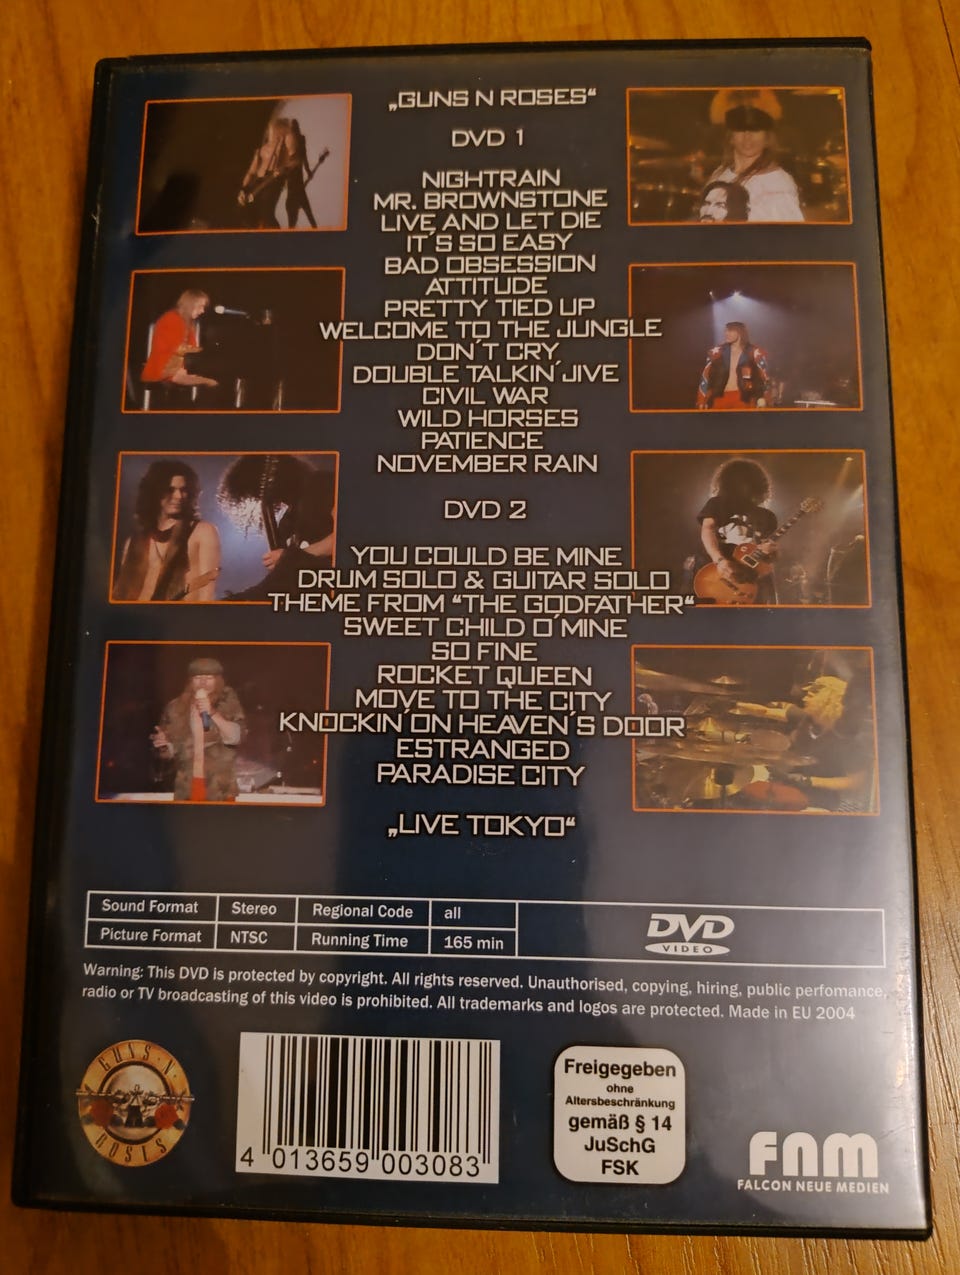 „GUNS N ROSES“
DVD 1
NIGHTRAIN
MR. BROWNSTONE
LIVE AND LET DIE
IT´S SO EASY
BAD OBSESSION
ATTITUDE
PRETTY TIED UP
WELCOME TO THE JUNGLE
DON´T CRY
DOUBLE TALKIN´JIVE
CIVIL WAR
WILD HORSES
PATIENCE
NOVEMBER RAIN
DVD 2
YOU COULD BE MINE
DRUM SOLO & GUITAR SOLO
THEME FROM “THE GODFATHER“
SWEET CHILD O´MINE
SO FINE
ROCKET QUEEN
MOVE TO THE CITY
KNOCKIN´ON HEAVEN´S DOOR
ESTRANGED
PARADISE CITY
„LIVE TOKYO“
Sound Format Stereo Regional Code all
Picture Format NTSC Running Time 165 min
DVD
VIDEO
Warning: This DVD is protected by copyright. All rights reserved. Unauthorised, copying, hiring, public perfomance,
radio or TV broadcasting of this video is prohibited. All trademarks and logos are protected. Made in EU 2004
GUNS N
ROSES
4 013659 003083
Freigegeben
ohne
Altersbeschränkung
gemäß § 14
JuSchG
FSK
fnm
FALCON NEUE MEDIEN